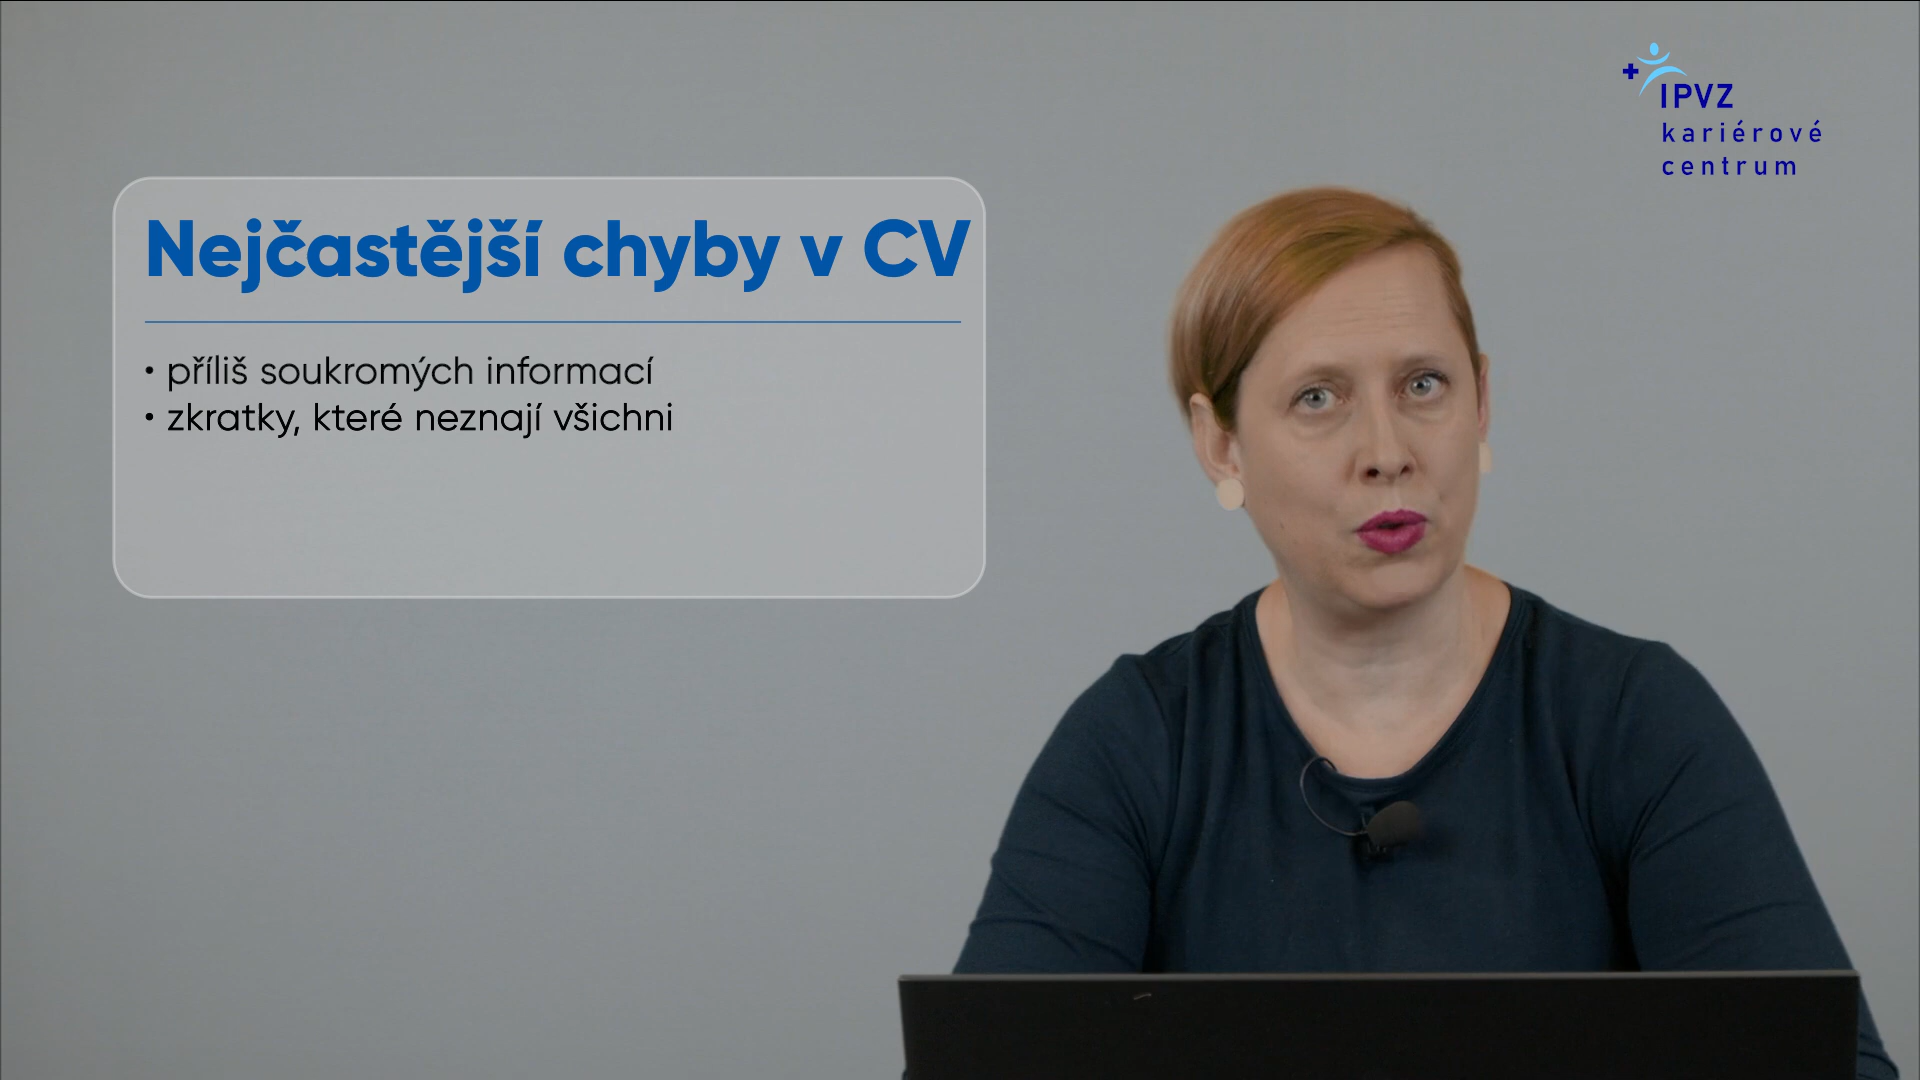 IPVZ
kariérové
centrum
Nejčastější chyby v CV
• příliš soukromých informací
• zkratky, které neznají všichni